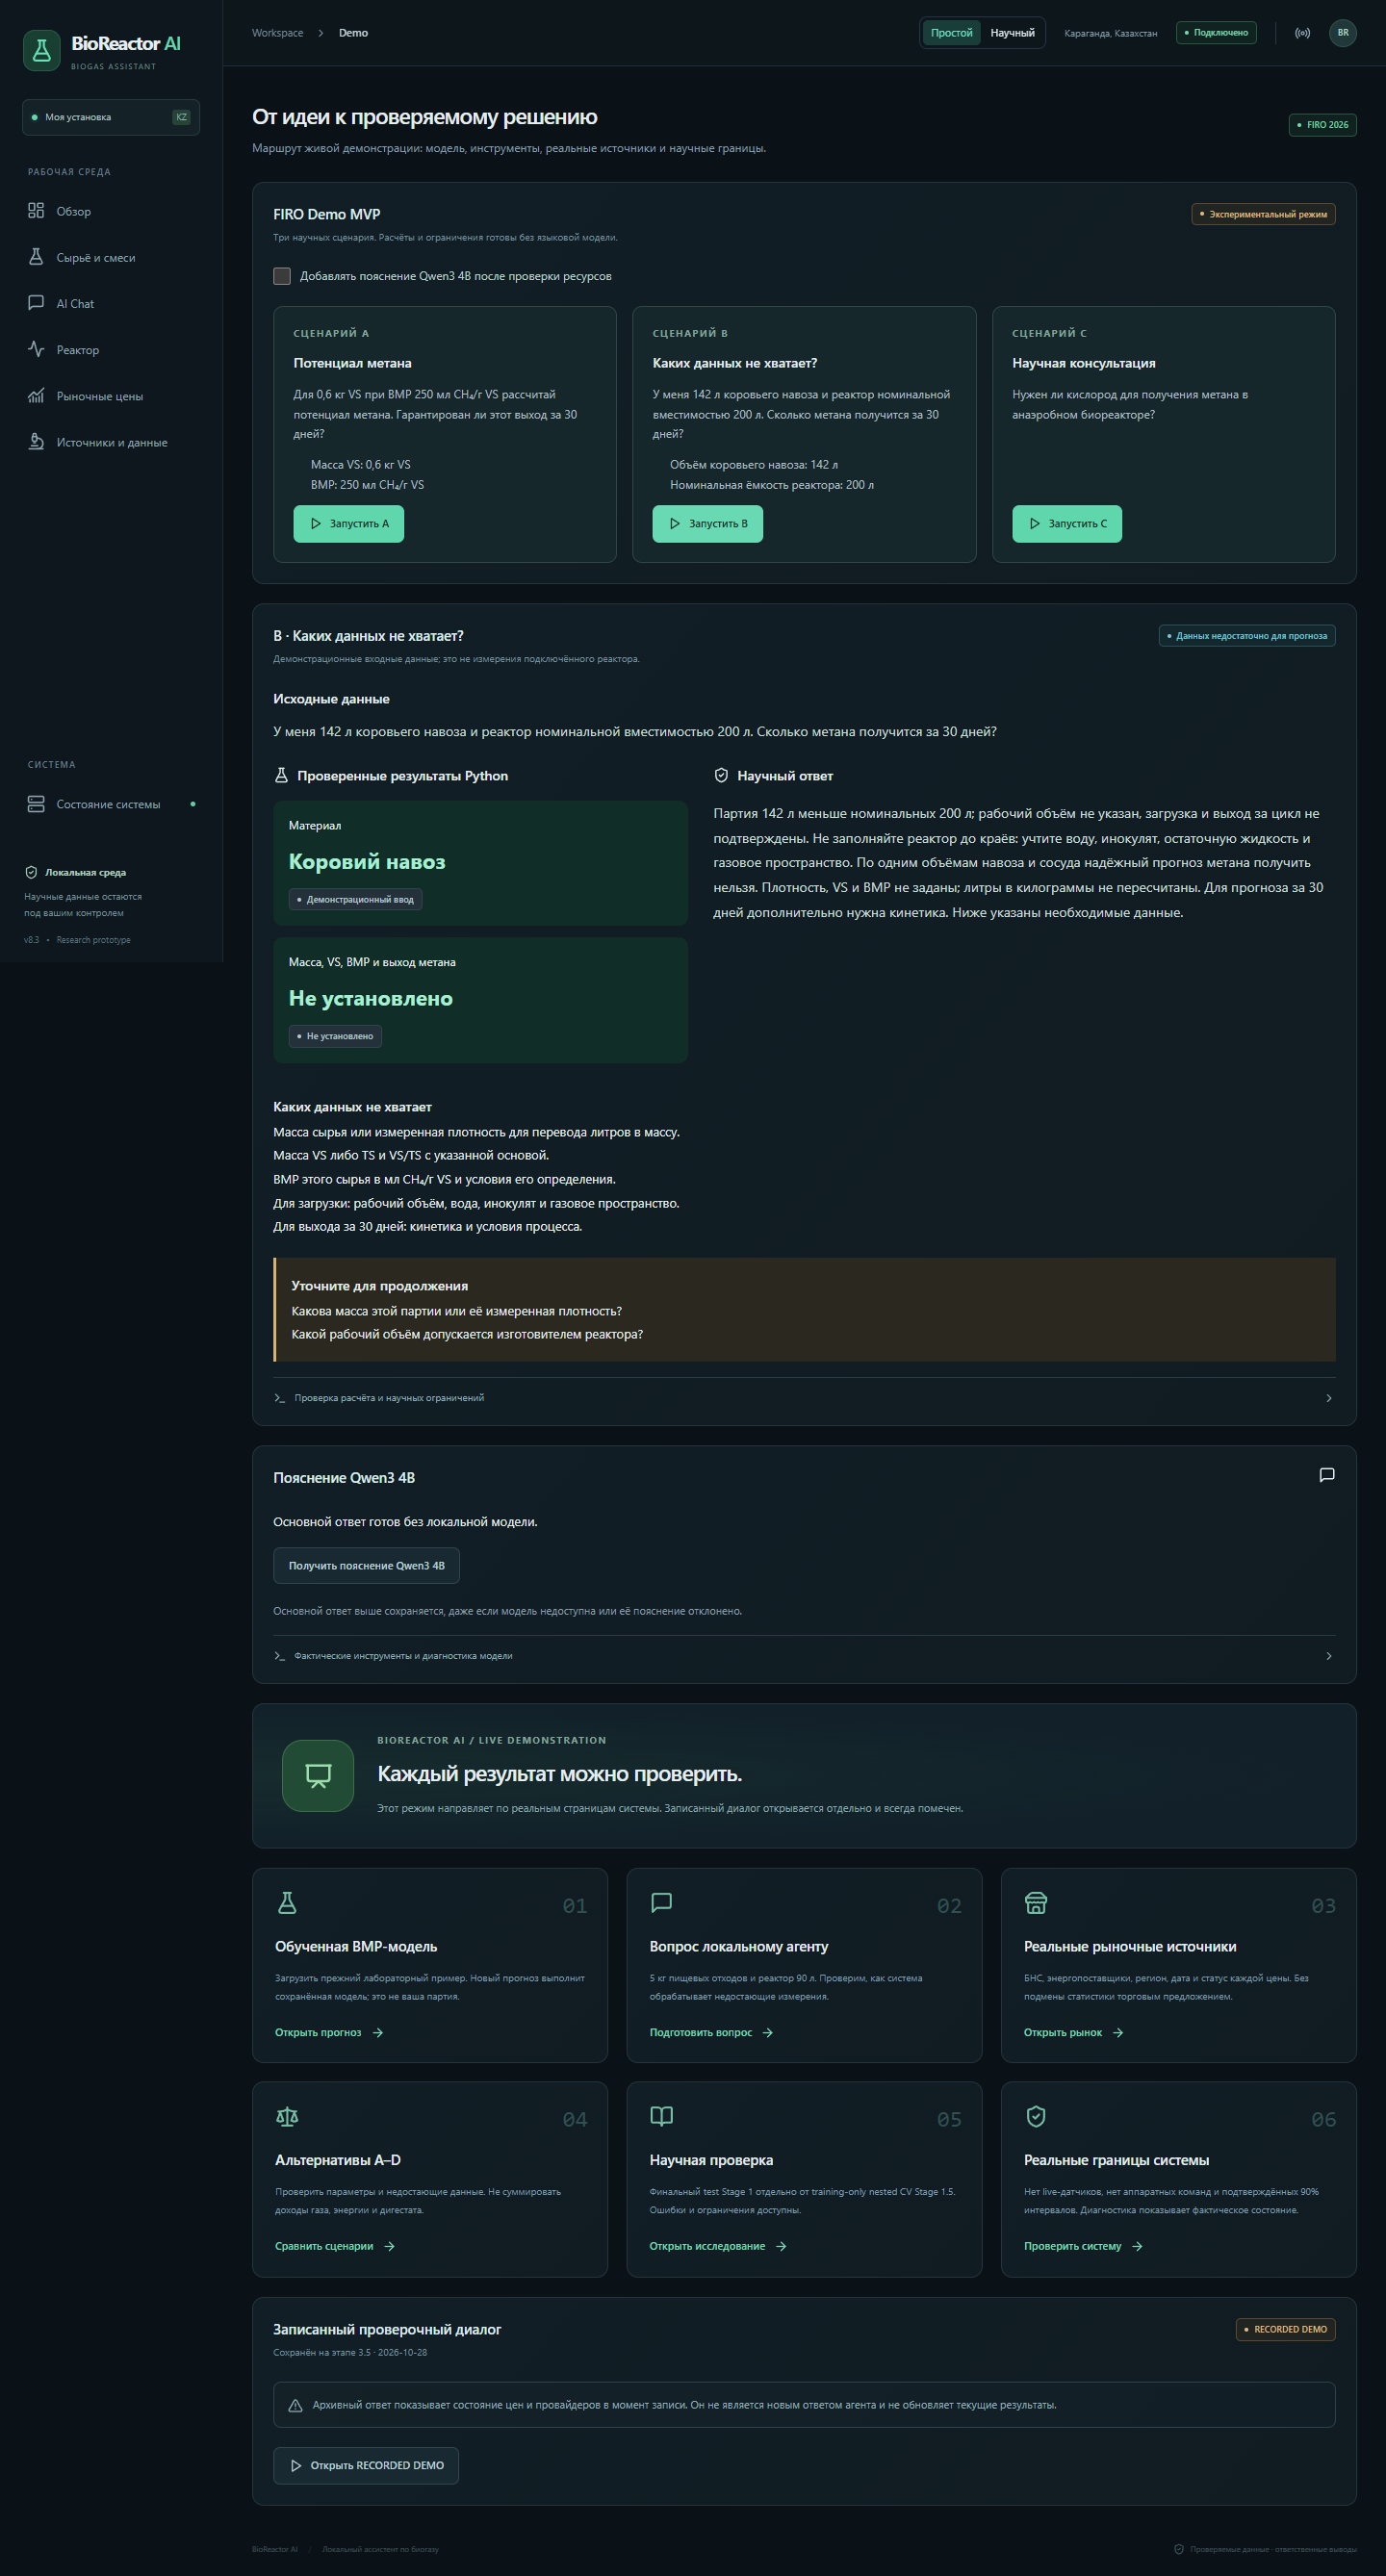 BioReactor AI
BIOGAS ASSISTANT
Моя установка
KZ
РАБОЧАЯ СРЕДА
Обзор
Сырьё и смеси
AI Chat
Реактор
Рыночные цены
Источники и данные
СИСТЕМА
Состояние системы
Локальная среда
Научные данные остаются
под вашим контролем
v8.3 • Research prototype
Workspace > Demo
Простой
Научный
Караганда, Казахстан
Подключено
BR
От идеи к проверяемому решению
Маршрут живой демонстрации: модель, инструменты, реальные источники и научные границы.
FIRO 2026
FIRO Demo MVP
Три научных сценария. Расчёты и ограничения готовы без языковой модели.
Экспериментальный режим
Добавлять пояснение Qwen3 4B после проверки ресурсов
СЦЕНАРИЙ A
Потенциал метана
Для 0,6 кг VS при BMP 250 мл CH₄/г VS рассчитай
потенциал метана. Гарантирован ли этот выход за 30
дней?
Масса VS: 0,6 кг VS
BMP: 250 мл CH₄/г VS
Запустить A
СЦЕНАРИЙ B
Каких данных не хватает?
У меня 142 л коровьего навоза и реактор номинальной
вместимостью 200 л. Сколько метана получится за 30
дней?
Объём коровьего навоза: 142 л
Номинальная ёмкость реактора: 200 л
Запустить B
СЦЕНАРИЙ C
Научная консультация
Нужен ли кислород для получения метана в
анаэробном биореакторе?
Запустить C
B · Каких данных не хватает?
Демонстрационные входные данные; это не измерения подключённого реактора.
Данных недостаточно для прогноза
Исходные данные
У меня 142 л коровьего навоза и реактор номинальной вместимостью 200 л. Сколько метана получится за 30 дней?
Проверенные результаты Python
Материал
Коровий навоз
Демонстрационный ввод
Масса, VS, BMP и выход метана
Не установлено
Не установлено
Научный ответ
Партия 142 л меньше номинальных 200 л; рабочий объём не указан, загрузка и выход за цикл не
подтверждены. Не заполняйте реактор до краёв: учтите воду, инокулят, остаточную жидкость и
газовое пространство. По одним объёмам навоза и сосуда надёжный прогноз метана получить
нельзя. Плотность, VS и BMP не заданы; литры в килограммы не пересчитаны. Для прогноза за 30
дней дополнительно нужна кинетика. Ниже указаны необходимые данные.
Каких данных не хватает
Масса сырья или измеренная плотность для перевода литров в массу.
Масса VS либо TS и VS/TS с указанной основой.
BMP этого сырья в мл CH₄/г VS и условия его определения.
Для загрузки: рабочий объём, вода, инокулят и газовое пространство.
Для выхода за 30 дней: кинетика и условия процесса.
Уточните для продолжения
Какова масса этой партии или её измеренная плотность?
Какой рабочий объём допускается изготовителем реактора?
Проверка расчёта и научных ограничений
Пояснение Qwen3 4B
Основной ответ готов без локальной модели.
Получить пояснение Qwen3 4B
Основной ответ выше сохраняется, даже если модель недоступна или её пояснение отклонено.
Фактические инструменты и диагностика модели
BIOREACTOR AI / LIVE DEMONSTRATION
Каждый результат можно проверить.
Этот режим направляет по реальным страницам системы. Записанный диалог открывается отдельно и всегда помечен.
01
Обученная BMP-модель
Загрузить прежний лабораторный пример. Новый прогноз выполнит
сохранённая модель; это не ваша партия.
Открыть прогноз
02
Вопрос локальному агенту
5 кг пищевых отходов и реактор 90 л. Проверим, как система
обрабатывает недостающие измерения.
Подготовить вопрос
03
Реальные рыночные источники
БНС, энергопоставщики, регион, дата и статус каждой цены. Без
подмены статистики торговым предложением.
Открыть рынок
04
Альтернативы A–D
Проверить параметры и недостающие данные. Не суммировать
доходы газа, энергии и дигестата.
Сравнить сценарии
05
Научная проверка
Финальный test Stage 1 отдельно от training-only nested CV Stage 1.5.
Ошибки и ограничения доступны.
Открыть исследование
06
Реальные границы системы
Нет live-датчиков, нет аппаратных команд и подтверждённых 90%
интервалов. Диагностика показывает фактическое состояние.
Проверить систему
Записанный проверочный диалог
Сохранён на этапе 3.5 · 2026-10-28
RECORDED DEMO
Архивный ответ показывает состояние цен и провайдеров в момент записи. Он не является новым ответом агента и не обновляет текущие результаты.
Открыть RECORDED DEMO
BioReactor AI / Локальный ассистент по биогазу
Проверяемые данные · ответственные выводы